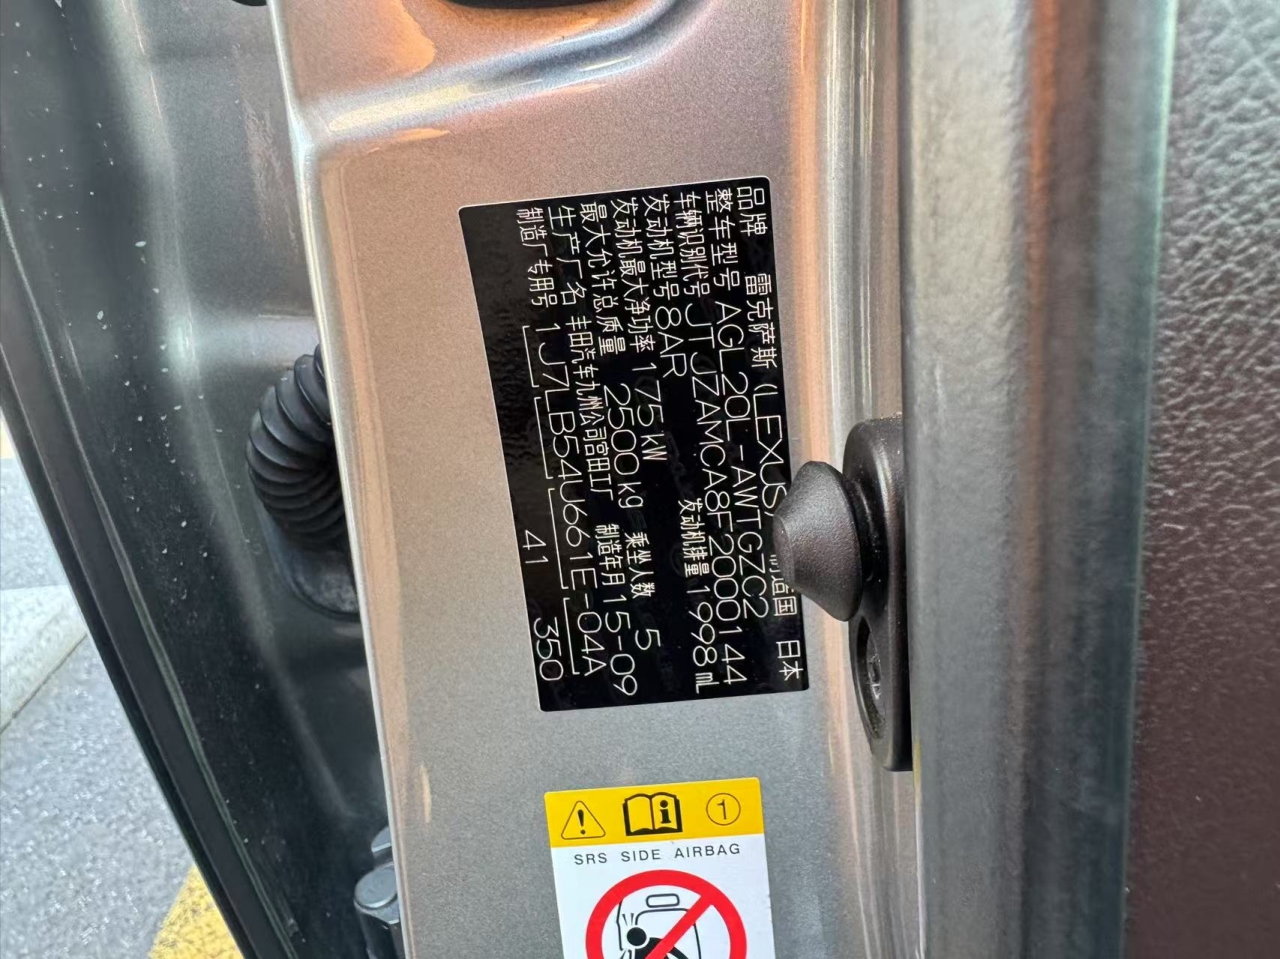 品牌 雷克萨斯(LEXUS 制造国 日本
整车型号 AGL20L-AWTGZC2
车辆识别代号 JTJZAMCA8F2000144
发动机型号 8AR 发动机排量 1998 mL
发动机最大净功率 175 kW
最大允许总质量 2500 kg 乘坐人数 5
生产厂名 丰田汽车九州公司宫田工厂 制造年月 15-09
制造厂专用号 1J7LB54U661E-04A
41 350
1
SRS SIDE AIRBAG